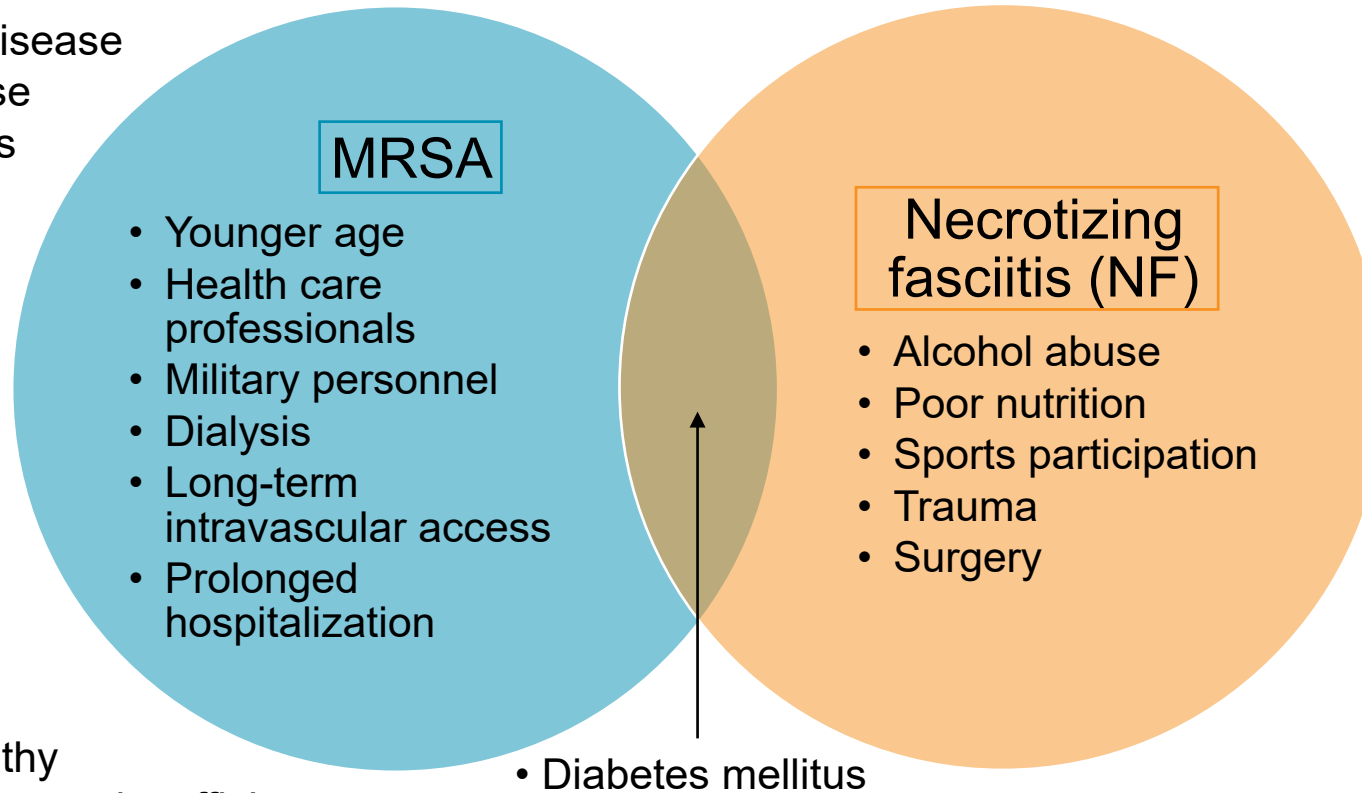 isease
se
s
MRSA
• Younger age
• Health care
professionals
• Military personnel
• Dialysis
• Long-term
intravascular access
• Prolonged
hospitalization
Necrotizing
fasciitis (NF)
• Alcohol abuse
• Poor nutrition
• Sports participation
• Trauma
• Surgery
thy
• Diabetes mellitus